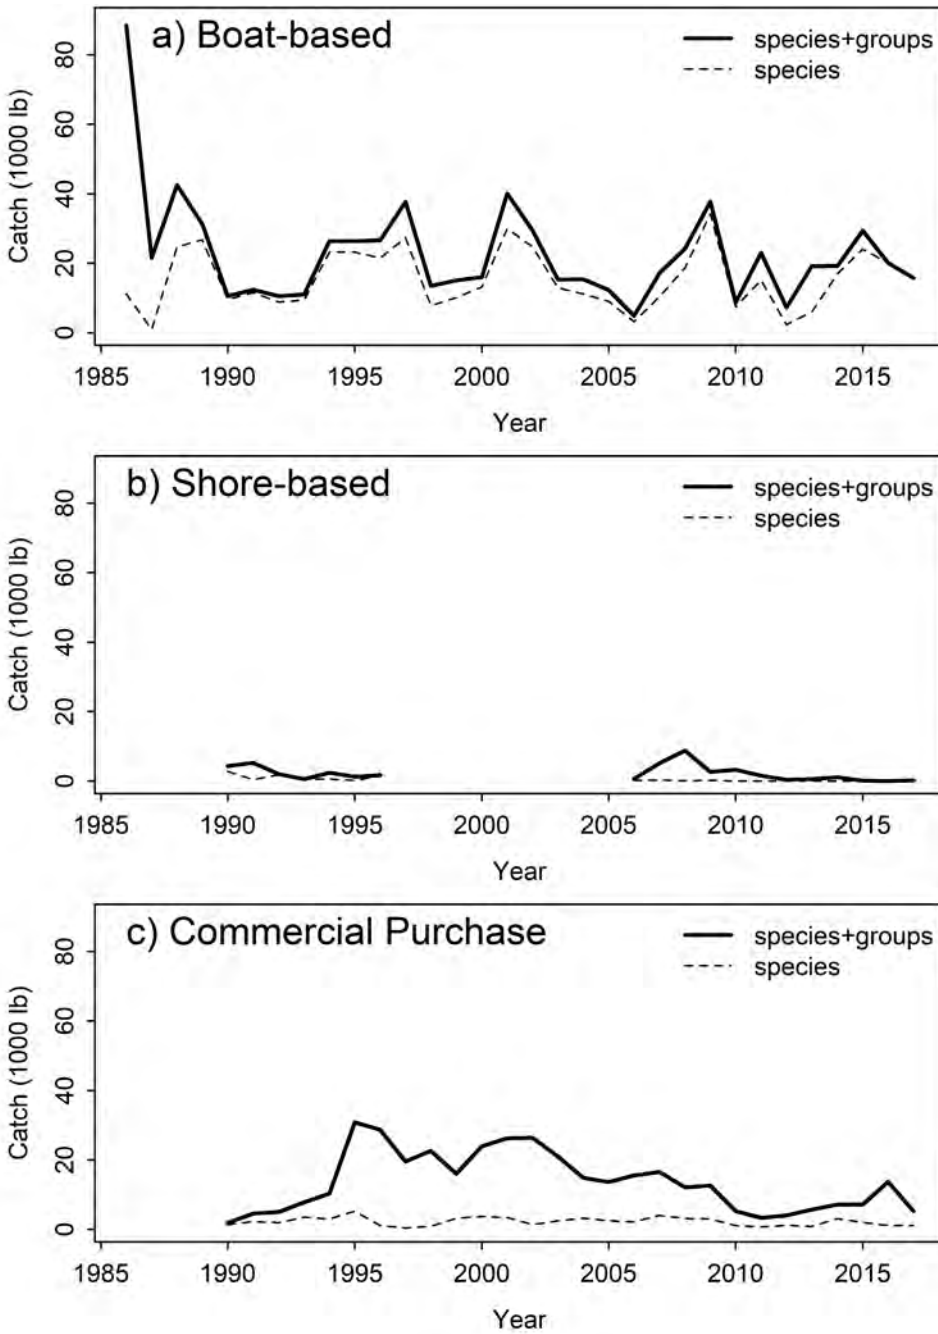 a) Boat-based
species+groups
species
Catch (1000 lb)
80
60
40
20
0
1985 1990 1995 2000 2005 2010 2015
Year
b) Shore-based
species+groups
species
Catch (1000 lb)
80
60
40
20
0
1985 1990 1995 2000 2005 2010 2015
Year
c) Commercial Purchase
species+groups
species
Catch (1000 lb)
80
60
40
20
0
1985 1990 1995 2000 2005 2010 2015
Year